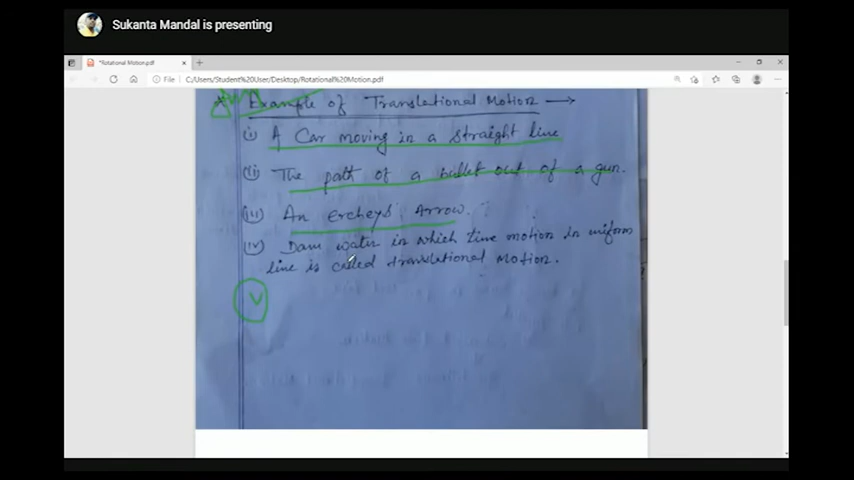 Sukanta Mandal is presenting
*Rotational Motion.pdf
File | C:/Users/Student%20User/Desktop/Rotational%20Motion.pdf
Example of Translational Motion →
(i) A Car moving in a straight line
(ii) The path of a bullet out of a gun.
(iii) An ercheys Arrow.
(iv) Dam water in which time motion in uniform
line is called translational motion.
V